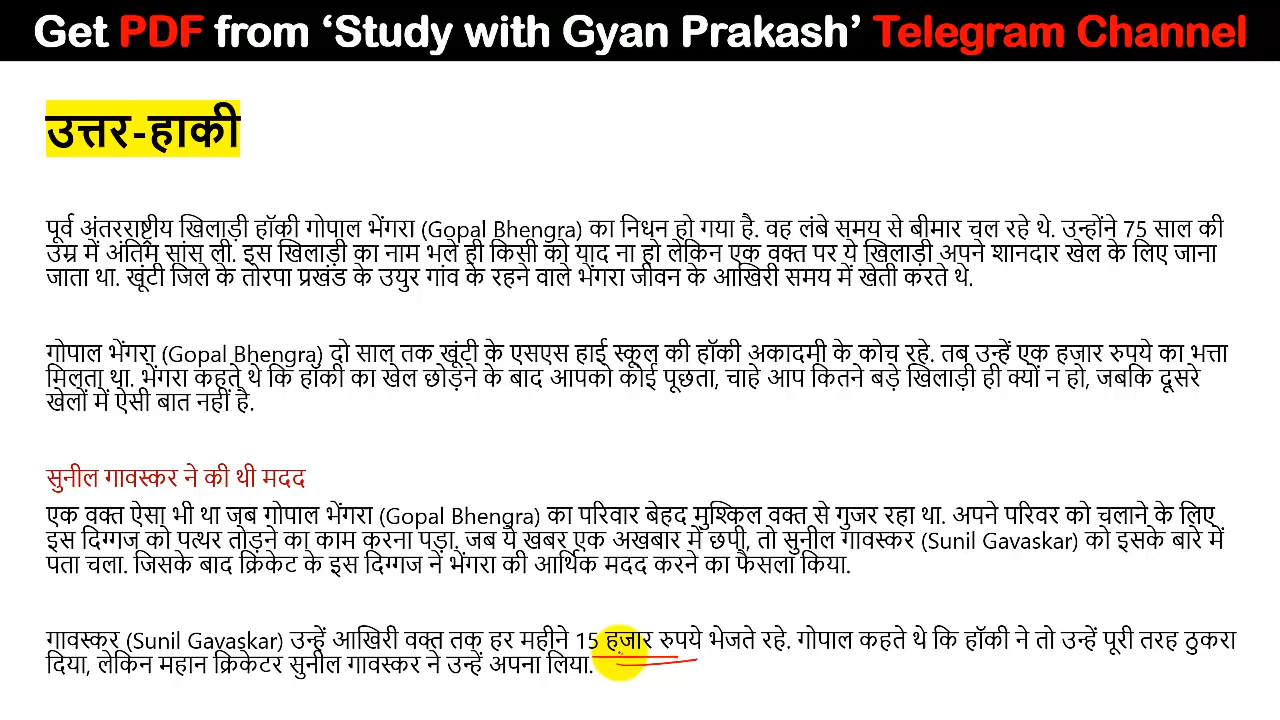 Get PDF from ‘Study with Gyan Prakash’ Telegram Channel
उत्तर-हाकी
पूर्व अंतरराष्ट्रीय खिलाड़ी हॉकी गोपाल भेंगरा (Gopal Bhengra) का निधन हो गया है. वह लंबे समय से बीमार चल रहे थे. उन्होंने 75 साल की
उम्र में अंतिम सांस ली. इस खिलाड़ी का नाम भले ही किसी को याद ना हो लेकिन एक वक्त पर ये खिलाड़ी अपने शानदार खेल के लिए जाना
जाता था. खूंटी जिले के तोरपा प्रखंड के उयुर गांव के रहने वाले भेंगरा जीवन के आखिरी समय में खेती करते थे.
गोपाल भेंगरा (Gopal Bhengra) दो साल तक खूंटी के एसएस हाई स्कूल की हॉकी अकादमी के कोच रहे. तब उन्हें एक हजार रुपये का भत्ता
मिलता था. भेंगरा कहते थे कि हॉकी का खेल छोड़ने के बाद आपको कोई पूछता, चाहे आप कितने बड़े खिलाड़ी ही क्यों न हो, जबकि दूसरे
खेलों में ऐसी बात नहीं है.
सुनील गावस्कर ने की थी मदद
एक वक्त ऐसा भी था जब गोपाल भेंगरा (Gopal Bhengra) का परिवार बेहद मुश्किल वक्त से गुजर रहा था. अपने परिवर को चलाने के लिए
इस दिग्गज को पत्थर तोड़ने का काम करना पड़ा. जब ये खबर एक अखबार में छपी, तो सुनील गावस्कर (Sunil Gavaskar) को इसके बारे में
पता चला. जिसके बाद क्रिकेट के इस दिग्गज नें भेंगरा की आर्थिक मदद करने का फैसला किया.
गावस्कर (Sunil Gavaskar) उन्हें आखिरी वक्त तक हर महीने 15 हजार रुपये भेजते रहे. गोपाल कहते थे कि हॉकी ने तो उन्हें पूरी तरह ठुकरा
दिया, लेकिन महान क्रिकेटर सुनील गावस्कर ने उन्हें अपना लिया.